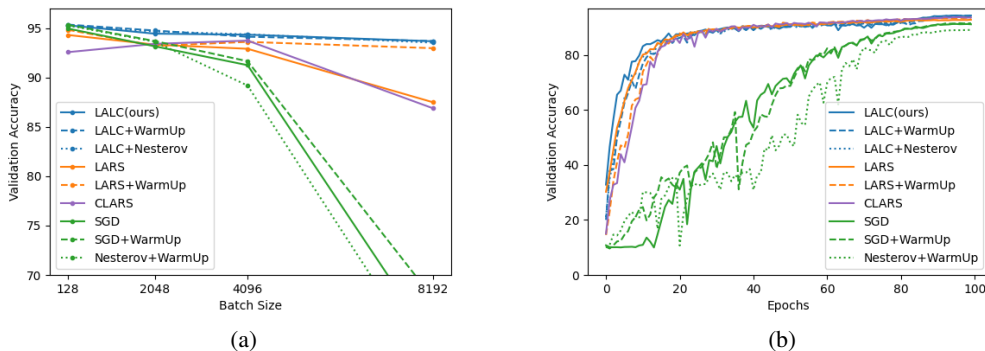 95
90
85
80
75
70
Validation Accuracy
LALC(ours)
LALC+WarmUp
LALC+Nesterov
LARS
LARS+WarmUp
CLARS
SGD
SGD+WarmUp
Nesterov+WarmUp
128 2048 4096 8192
Batch Size
(a)
80
60
40
20
0
Validation Accuracy
LALC(ours)
LALC+WarmUp
LALC+Nesterov
LARS
LARS+WarmUp
CLARS
SGD
SGD+WarmUp
Nesterov+WarmUp
0 20 40 60 80 100
Epochs
(b)